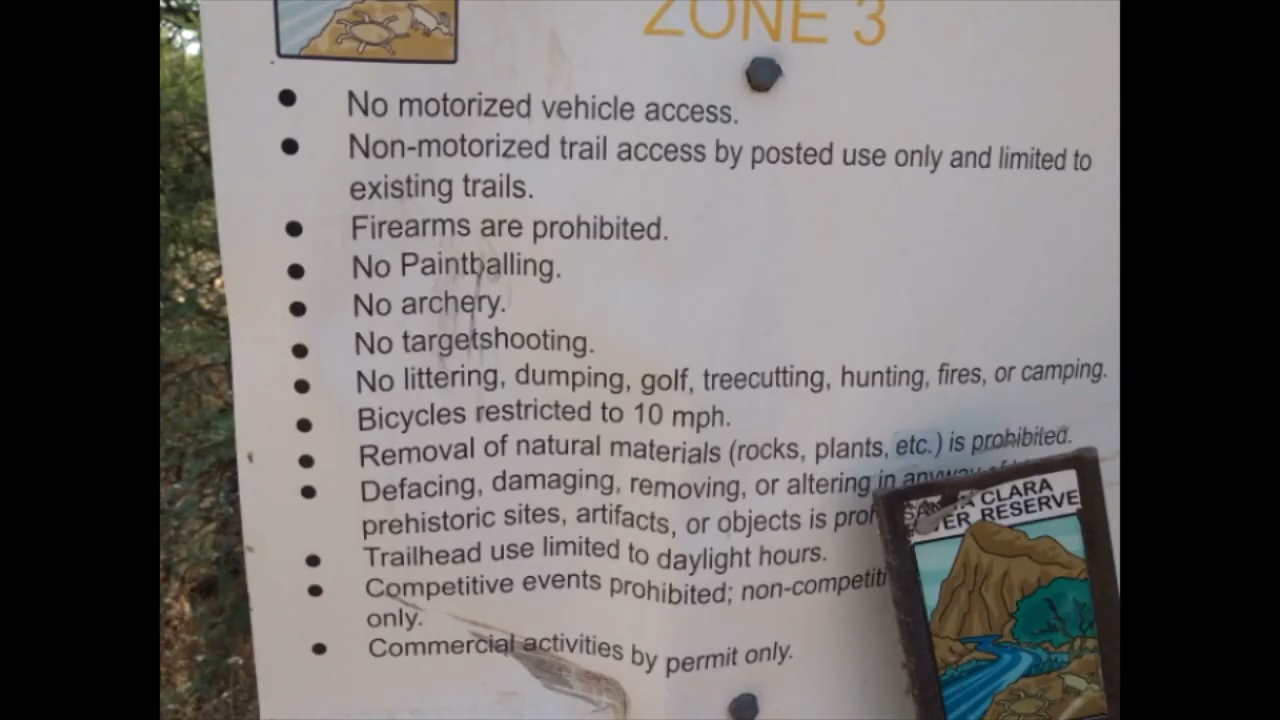 ZONE 3
No motorized vehicle access.
Non-motorized trail access by posted use only and limited to
existing trails.
Firearms are prohibited.
No Paintballing.
No archery.
No targetshooting.
No littering, dumping, golf, treecutting, hunting, fires, or camping.
Bicycles restricted to 10 mph.
Removal of natural materials (rocks, plants, etc.) is prohibited.
Defacing, damaging, removing, or altering in anyway of
prehistoric sites, artifacts, or objects is
Trailhead use limited to daylight hours.
Competitive events prohibited;
only.
Commercial activities by permit only.
CLARA
RESERVE